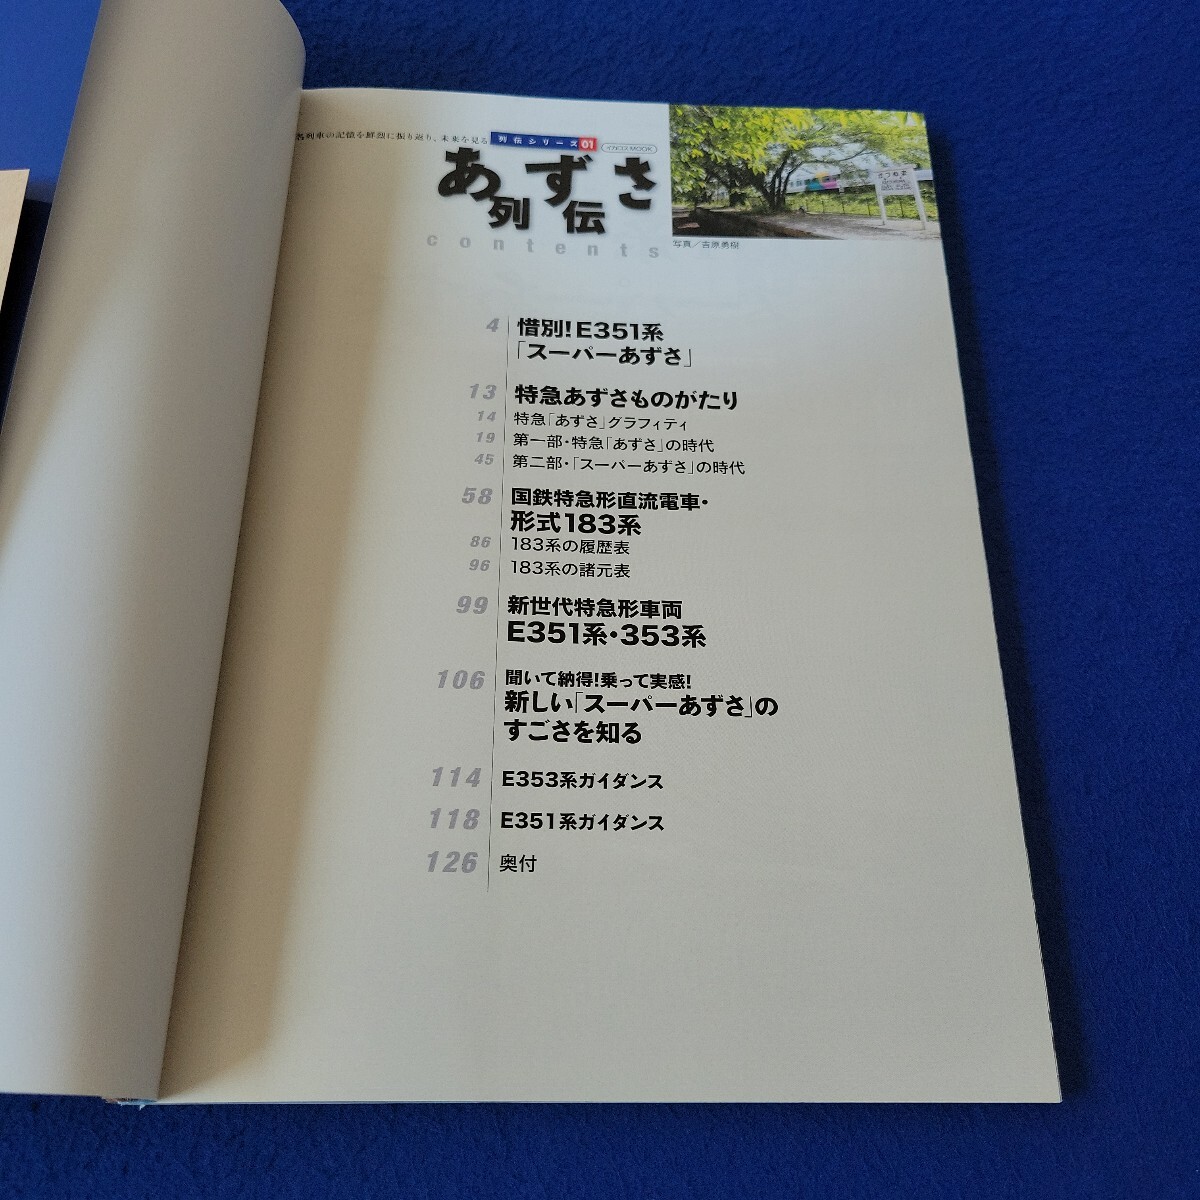 名列車の記憶を鮮烈に振り返り、未来を見る 列伝シリーズ01 イカロスMOOK
あずさ
列伝
contents
写真／吉原勇樹
4 惜別!E351系
「スーパーあずさ」
13 特急あずさものがたり
14 特急「あずさ」グラフィティ
19 第一部・特急「あずさ」の時代
45 第二部・「スーパーあずさ」の時代
58 国鉄特急形直流電車・
形式183系
86 183系の履歴表
96 183系の諸元表
99 新世代特急形車両
E351系・353系
106 聞いて納得!乗って実感!
新しい「スーパーあずさ」の
すごさを知る
114 E353系ガイダンス
118 E351系ガイダンス
126 奥付